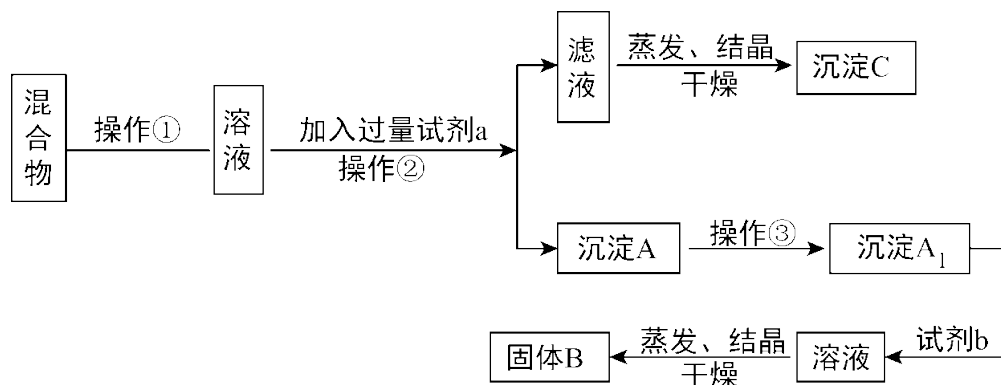 混合物
操作①
溶液
加入过量试剂a
操作②
滤液
蒸发、结晶
干燥
沉淀C
沉淀A
操作③
沉淀A₁
试剂b
溶液
蒸发、结晶
干燥
固体B